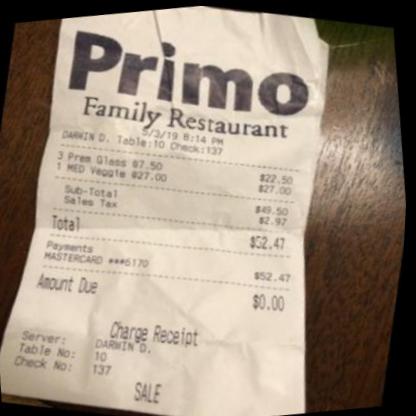 Primo
Family Restaurant
5/3/19 8:14 PM
DARWIN D. Table:10 Check:137
3 Prem Glass @7.50 $22.50
1 MED Veggie @27.00 $27.00
Sub-Total $49.50
Sales Tax $2.97
Total $52.47
Payments
MASTERCARD ***6170 $52.47
Amount Due $0.00
Charge Receipt
Server: DARWIN D.
Table No: 10
Check No: 137
SALE